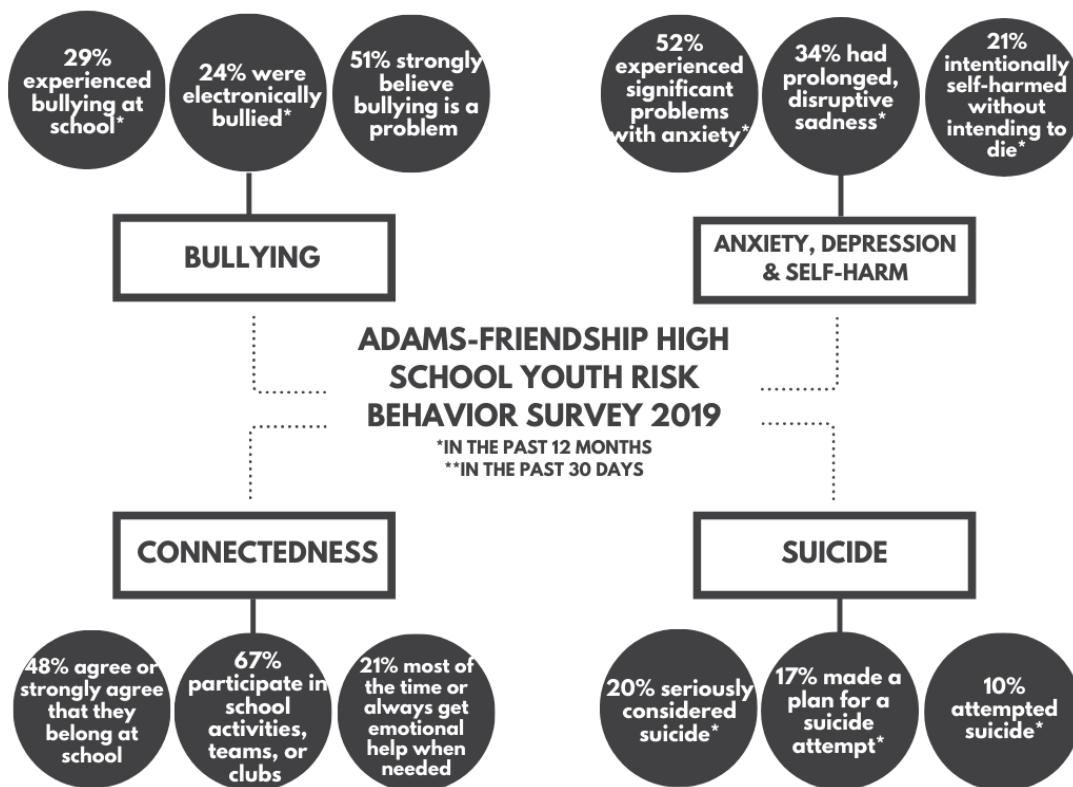 29%
experienced
bullying at
school*
24% were
electronically
bullied*
51% strongly
believe
bullying is a
problem
BULLYING
52%
experienced
significant
problems
with anxiety*
34% had
prolonged,
disruptive
sadness*
21%
intentionally
self-harmed
without
intending to
die*
ANXIETY, DEPRESSION
& SELF-HARM
ADAMS-FRIENDSHIP HIGH
SCHOOL YOUTH RISK
BEHAVIOR SURVEY 2019
*IN THE PAST 12 MONTHS
**IN THE PAST 30 DAYS
CONNECTEDNESS
48% agree or
strongly agree
that they
belong at
school
67%
participate in
school
activities,
teams, or
clubs
21% most of
the time or
always get
emotional
help when
needed
SUICIDE
20% seriously
considered
suicide*
17% made a
plan for a
suicide
attempt*
10%
attempted
suicide*